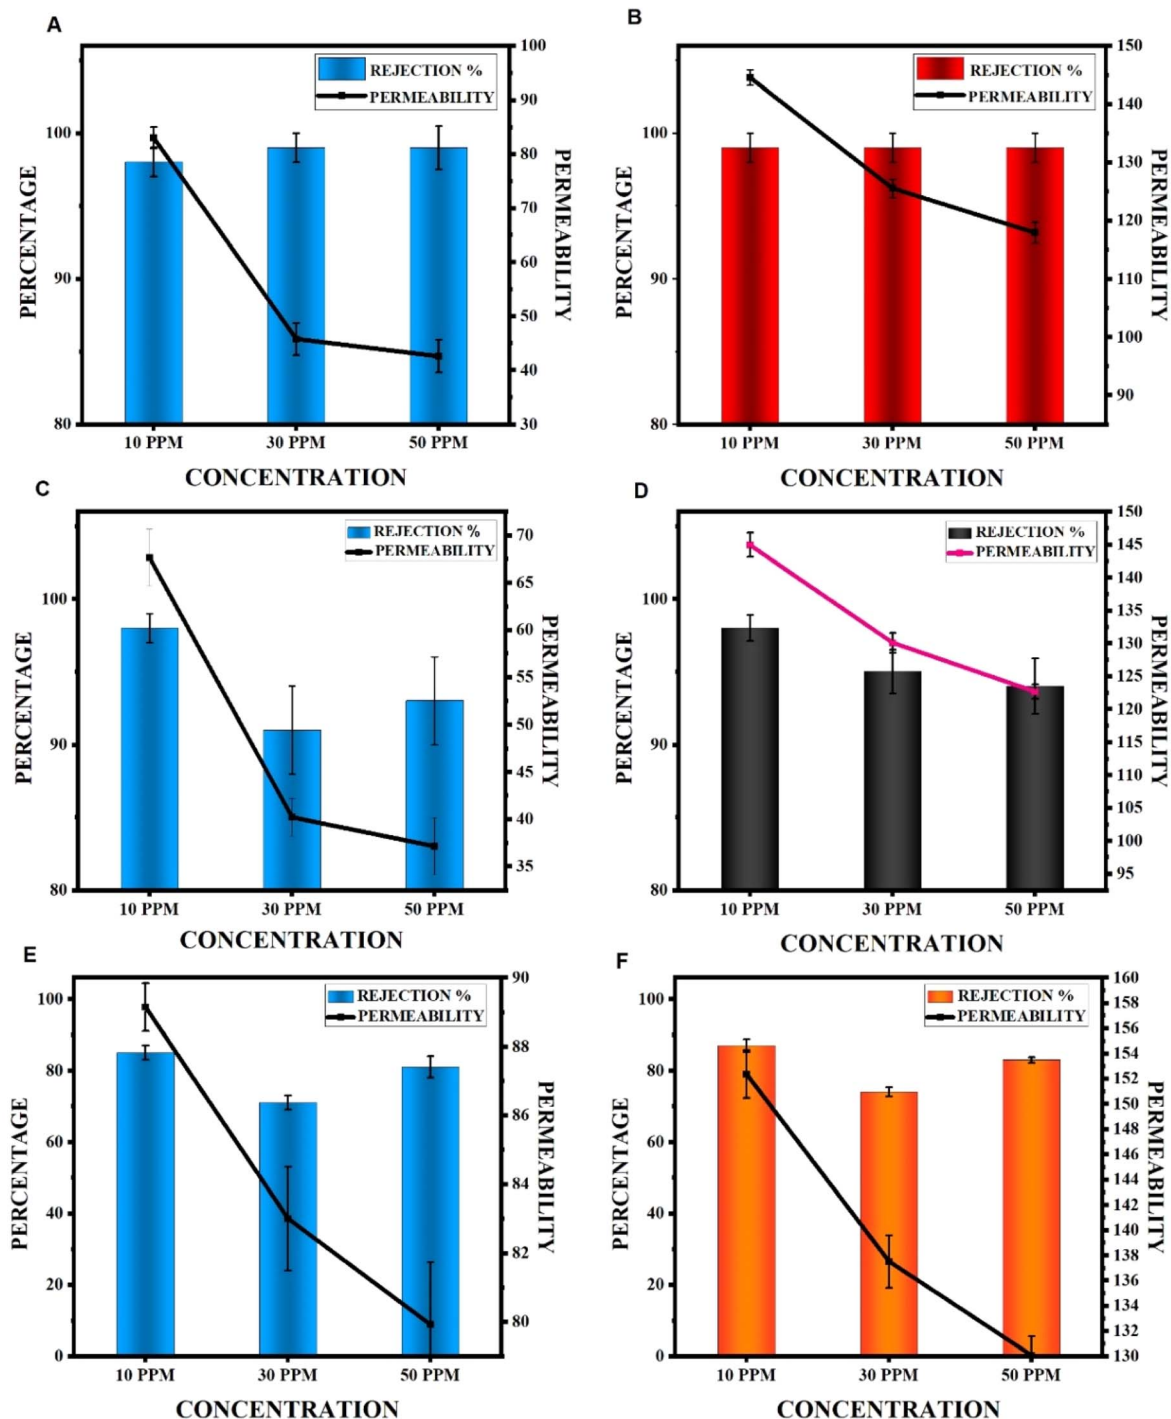 A
REJECTION %
PERMEABILITY
PERCENTAGE
100
90
80
100
90
80
70
60
50
40
30
PERMEABILITY
10 PPM 30 PPM 50 PPM
CONCENTRATION
B
REJECTION %
PERMEABILITY
PERCENTAGE
100
90
80
150
140
130
120
110
100
90
PERMEABILITY
10 PPM 30 PPM 50 PPM
CONCENTRATION
C
REJECTION %
PERMEABILITY
PERCENTAGE
100
90
80
70
65
60
55
50
45
40
35
PERMEABILITY
10 PPM 30 PPM 50 PPM
CONCENTRATION
D
REJECTION %
PERMEABILITY
PERCENTAGE
100
90
80
150
145
140
135
130
125
120
115
110
105
100
95
PERMEABILITY
10 PPM 30 PPM 50 PPM
CONCENTRATION
E
REJECTION %
PERMEABILITY
PERCENTAGE
100
80
60
40
20
0
90
88
86
84
82
80
PERMEABILITY
10 PPM 30 PPM 50 PPM
CONCENTRATION
F
REJECTION %
PERMEABILITY
PERCENTAGE
100
80
60
40
20
0
160
158
156
154
152
150
148
146
144
142
140
138
136
134
132
130
PERMEABILITY
10 PPM 30 PPM 50 PPM
CONCENTRATION